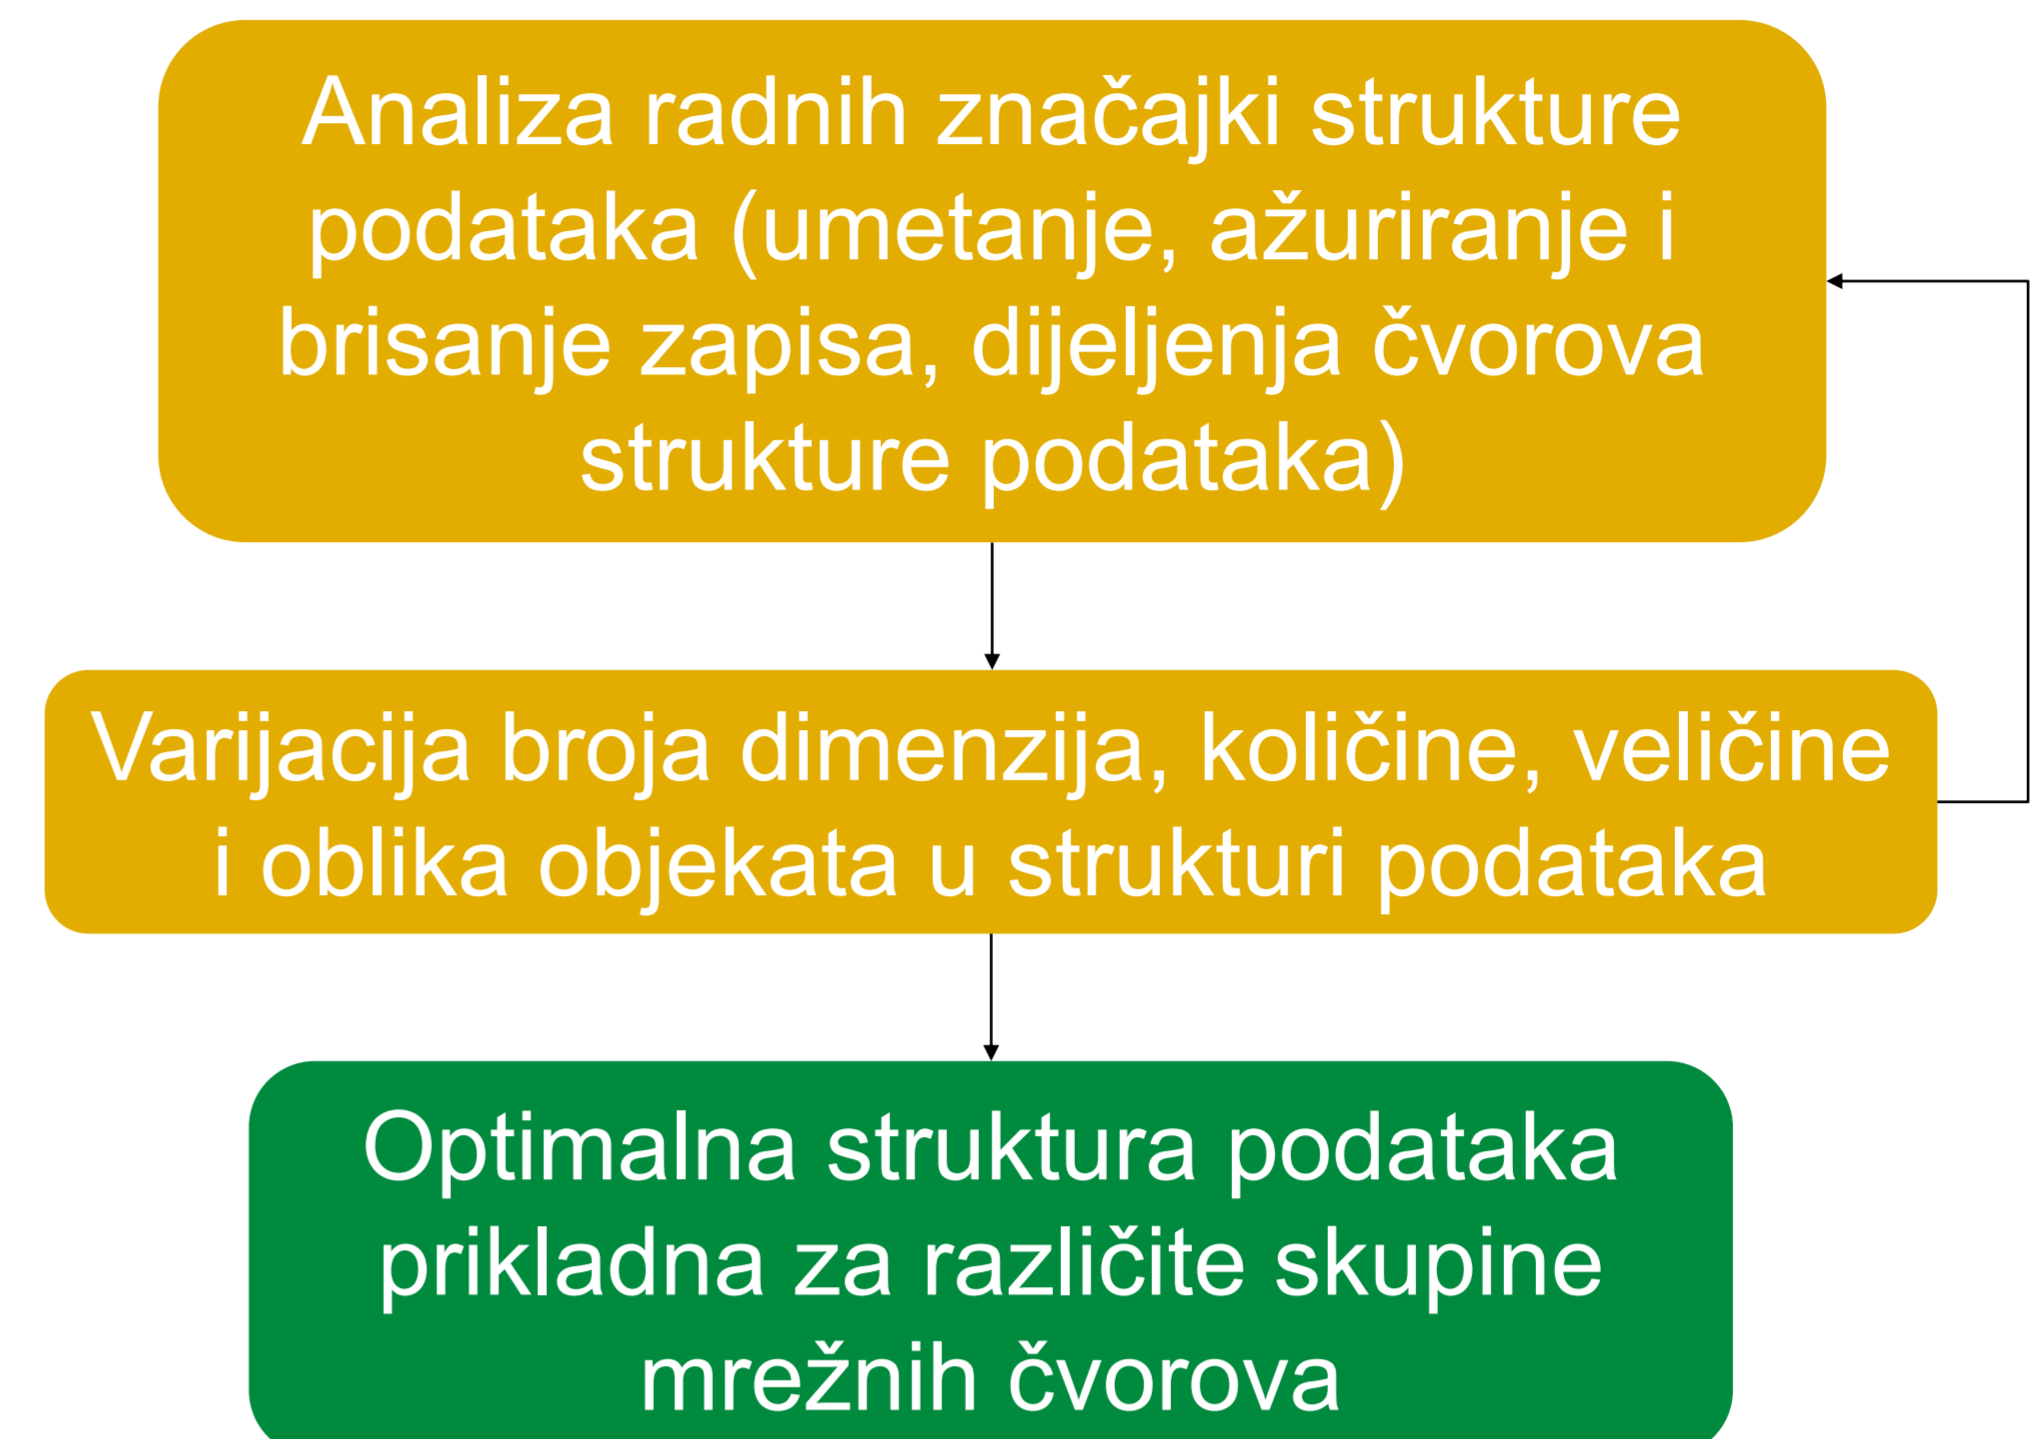 Analiza radnih značajki strukture
podataka (umetanje, ažuriranje i
brisanje zapisa, dijeljenja čvorova
strukture podataka)
Varijacija broja dimenzija, količine, veličine
i oblika objekata u strukturi podataka
Optimalna struktura podataka
prikladna za različite skupine
mrežnih čvorova